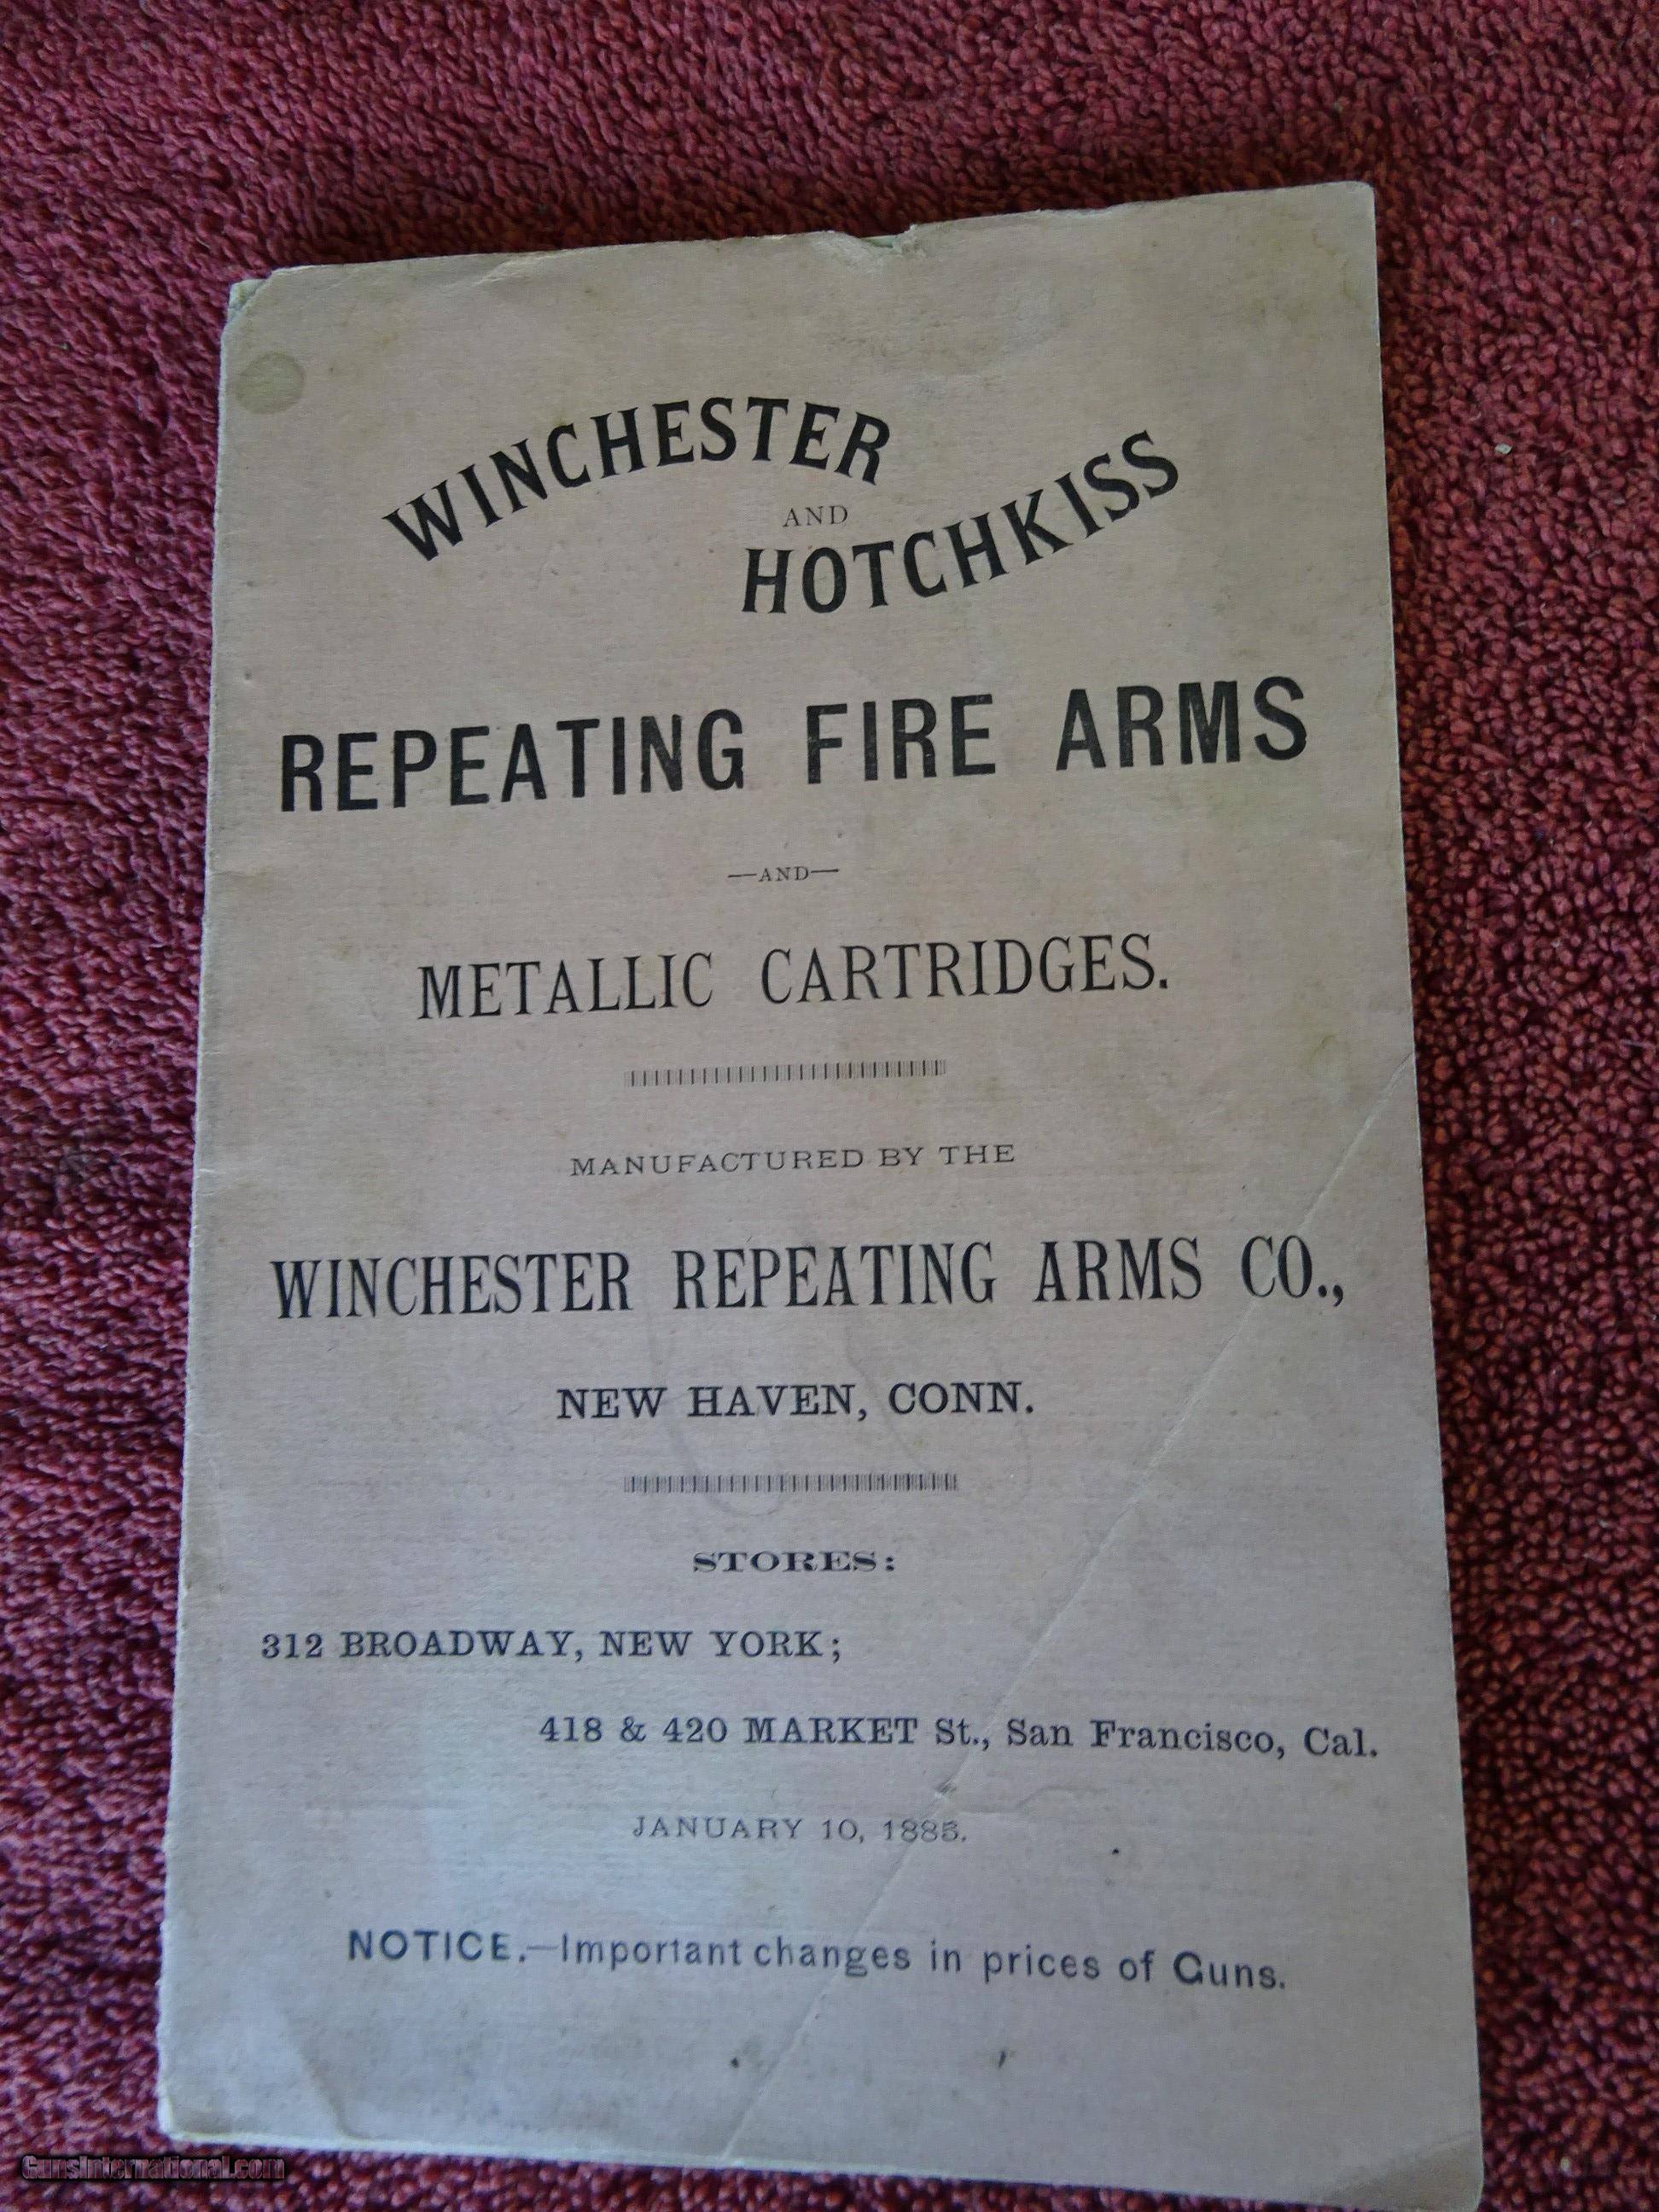 WINCHESTER
AND
HOTCHKISS
REPEATING FIRE ARMS
—AND—
METALLIC CARTRIDGES.
MANUFACTURED BY THE
WINCHESTER REPEATING ARMS CO.,
NEW HAVEN, CONN.
STORES:
312 BROADWAY, NEW YORK;
418 & 420 MARKET St., San Francisco, Cal.
JANUARY 10, 1885.
NOTICE.—Important changes in prices of Guns.
GunsInternational.com